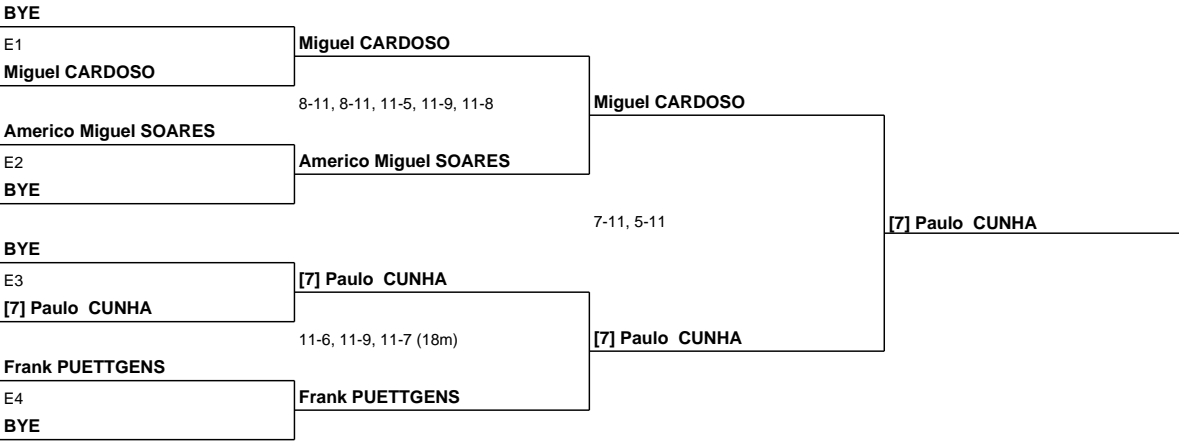 BYE
E1
Miguel CARDOSO
Miguel CARDOSO
8-11, 8-11, 11-5, 11-9, 11-8
Miguel CARDOSO
Americo Miguel SOARES
E2
Americo Miguel SOARES
BYE
7-11, 5-11
[7] Paulo CUNHA
BYE
E3
[7] Paulo CUNHA
[7] Paulo CUNHA
11-6, 11-9, 11-7 (18m)
[7] Paulo CUNHA
Frank PUETTGENS
E4
Frank PUETTGENS
BYE